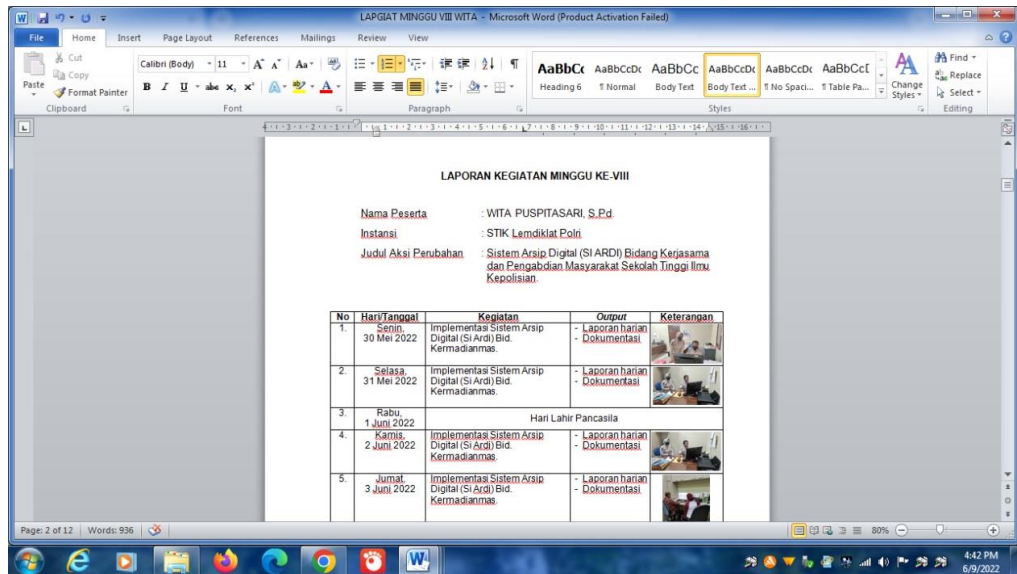 LAPGIAT MINGGU VIII WITA - Microsoft Word (Product Activation Failed)
File Home Insert Page Layout References Mailings Review View
Cut
Copy
Format Painter
Paste
Clipboard
Calibri (Body) 11
Font
Paragraph
AaBbCc AaBbCcDc AaBbCc AaBbCcDc AaBbCcDc AaBbCcE
Heading 6 ¶ Normal Body Text Body Text ... ¶ No Spaci... ¶ Table Pa...
Styles
Change Styles
Find
Replace
Select
Editing
LAPORAN KEGIATAN MINGGU KE-VIII
Nama Peserta : WITA PUSPITASARI, S.Pd.
Instansi : STIK Lemdiklat Polri
Judul Aksi Perubahan : Sistem Arsip Digital (SI ARDI) Bidang Kerjasama
dan Pengabdian Masyarakat Sekolah Tinggi Ilmu
Kepolisian.
No Hari/Tanggal Kegiatan Output Keterangan
1. Senin, Implementasi Sistem Arsip - Laporan harian
30 Mei 2022 Digital (Si Ardi) Bid. - Dokumentasi
Kermadianmas.
2. Selasa, Implementasi Sistem Arsip - Laporan harian
31 Mei 2022 Digital (Si Ardi) Bid. - Dokumentasi
Kermadianmas.
3. Rabu, Hari Lahir Pancasila
1 Juni 2022
4. Kamis, Implementasi Sistem Arsip - Laporan harian
2 Juni 2022 Digital (Si Ardi) Bid. - Dokumentasi
Kermadianmas.
5. Jumat, Implementasi Sistem Arsip - Laporan harian
3 Juni 2022 Digital (Si Ardi) Bid. - Dokumentasi
Kermadianmas.
Page: 2 of 12 Words: 936 80%
4:42 PM
6/9/2022